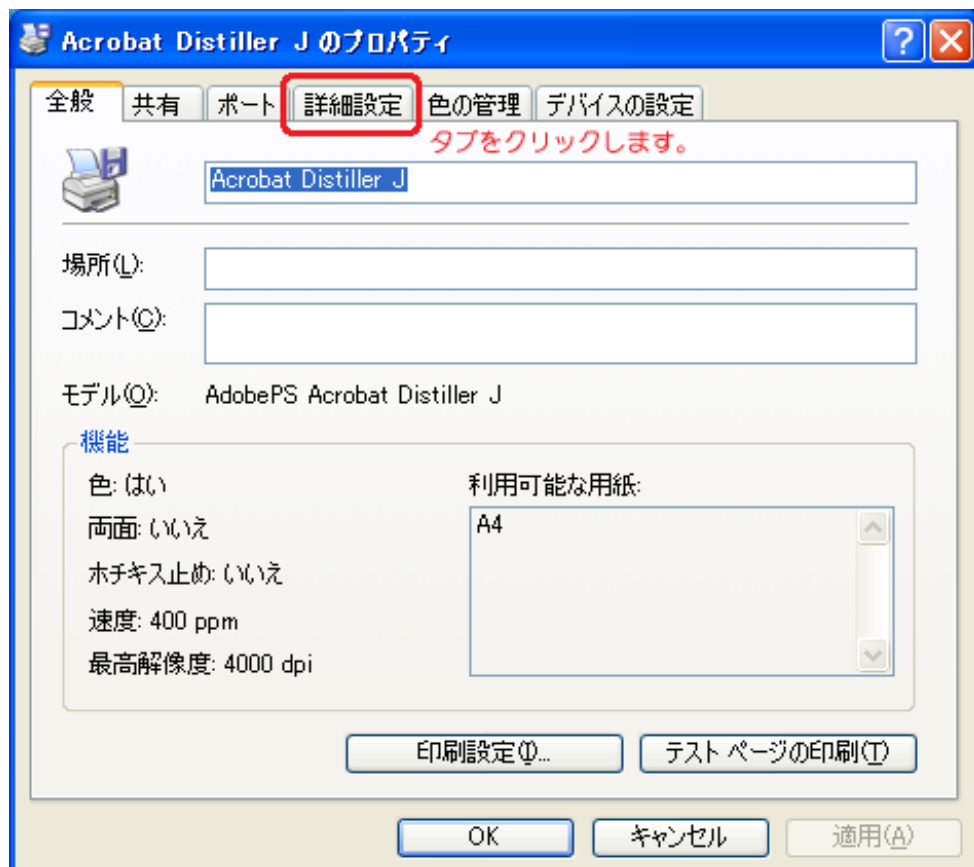 Acrobat Distiller J のプロパティ
全般 共有 ポート 詳細設定 色の管理 デバイスの設定
タブをクリックします。
Acrobat Distiller J
場所(L):
コメント(C):
モデル(O): AdobePS Acrobat Distiller J
機能
色: はい
利用可能な用紙:
A4
両面: いいえ
ホチキス止め: いいえ
速度: 400 ppm
最高解像度: 4000 dpi
印刷設定(I)... テスト ページの印刷(T)
OK キャンセル 適用(A)